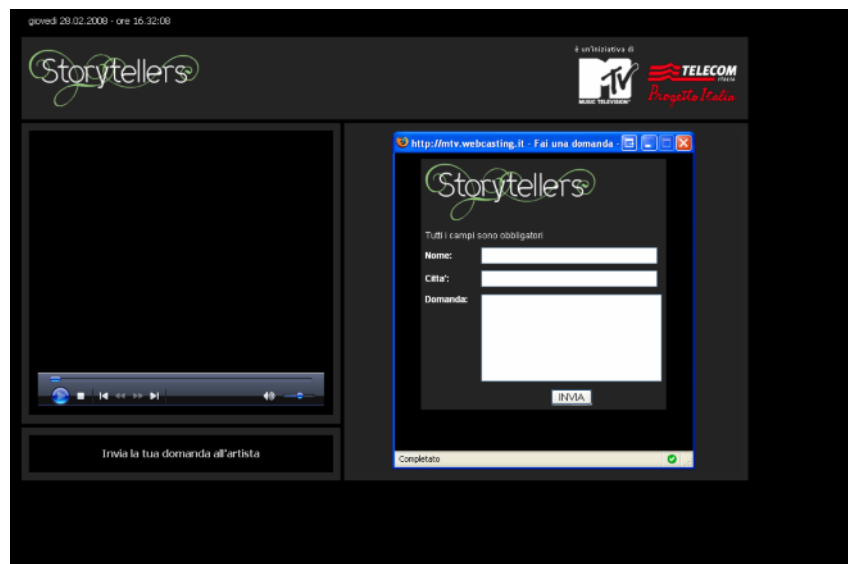 giovedì 28.02.2008 - ore 16.32:08
Storytellers
è un'iniziativa di
MTV
MUSIC TELEVISION
TELECOM
ITALIA
Progetto Italia
http://mtv.webcasting.it - Fai una domanda -
Storytellers
Tutti i campi sono obbligatori
Nome:
Citta':
Domanda:
INVIA
Completato
Invia la tua domanda all'artista